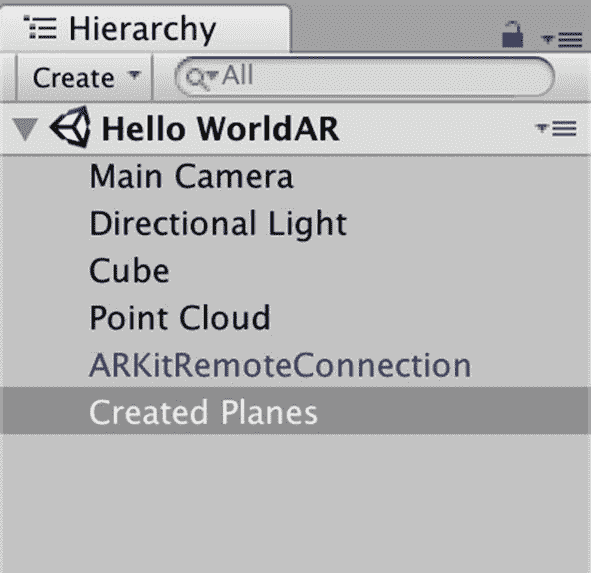 Hierarchy
Create All
Hello WorldAR
Main Camera
Directional Light
Cube
Point Cloud
ARKitRemoteConnection
Created Planes